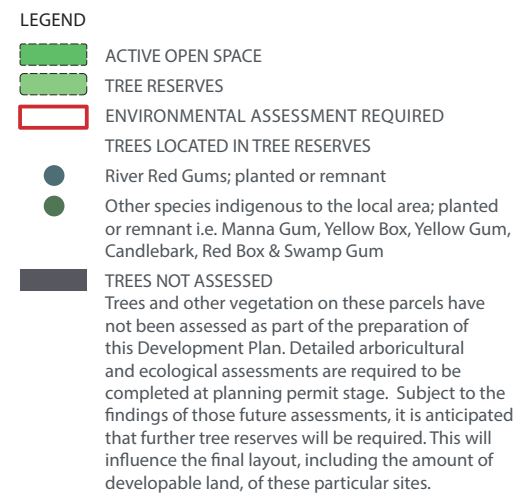 LEGEND
ACTIVE OPEN SPACE
TREE RESERVES
ENVIRONMENTAL ASSESSMENT REQUIRED
TREES LOCATED IN TREE RESERVES
River Red Gums; planted or remnant
Other species indigenous to the local area; planted
or remnant i.e. Manna Gum, Yellow Box, Yellow Gum,
Candlebark, Red Box & Swamp Gum
TREES NOT ASSESSED
Trees and other vegetation on these parcels have
not been assessed as part of the preparation of
this Development Plan. Detailed arboricultural
and ecological assessments are required to be
completed at planning permit stage.  Subject to the
findings of those future assessments, it is anticipated
that further tree reserves will be required. This will
influence the final layout, including the amount of
developable land, of these particular sites.